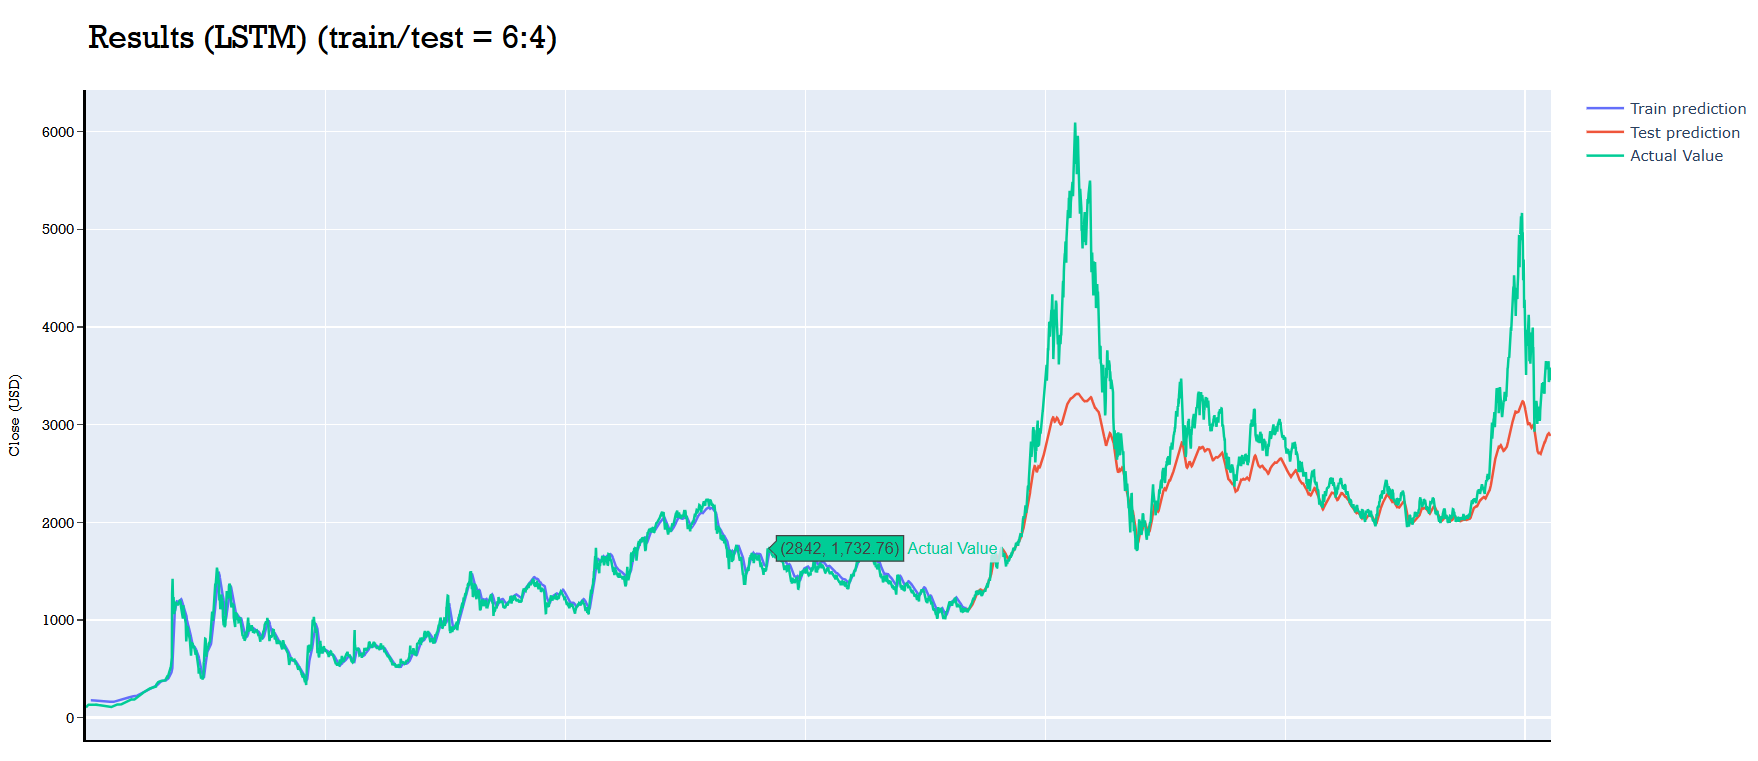 Results (LSTM) (train/test = 6:4)
Train prediction
Test prediction
Actual Value
6000
5000
4000
3000
2000
1000
0
Close (USD)
(2842, 1,732.76) Actual Value